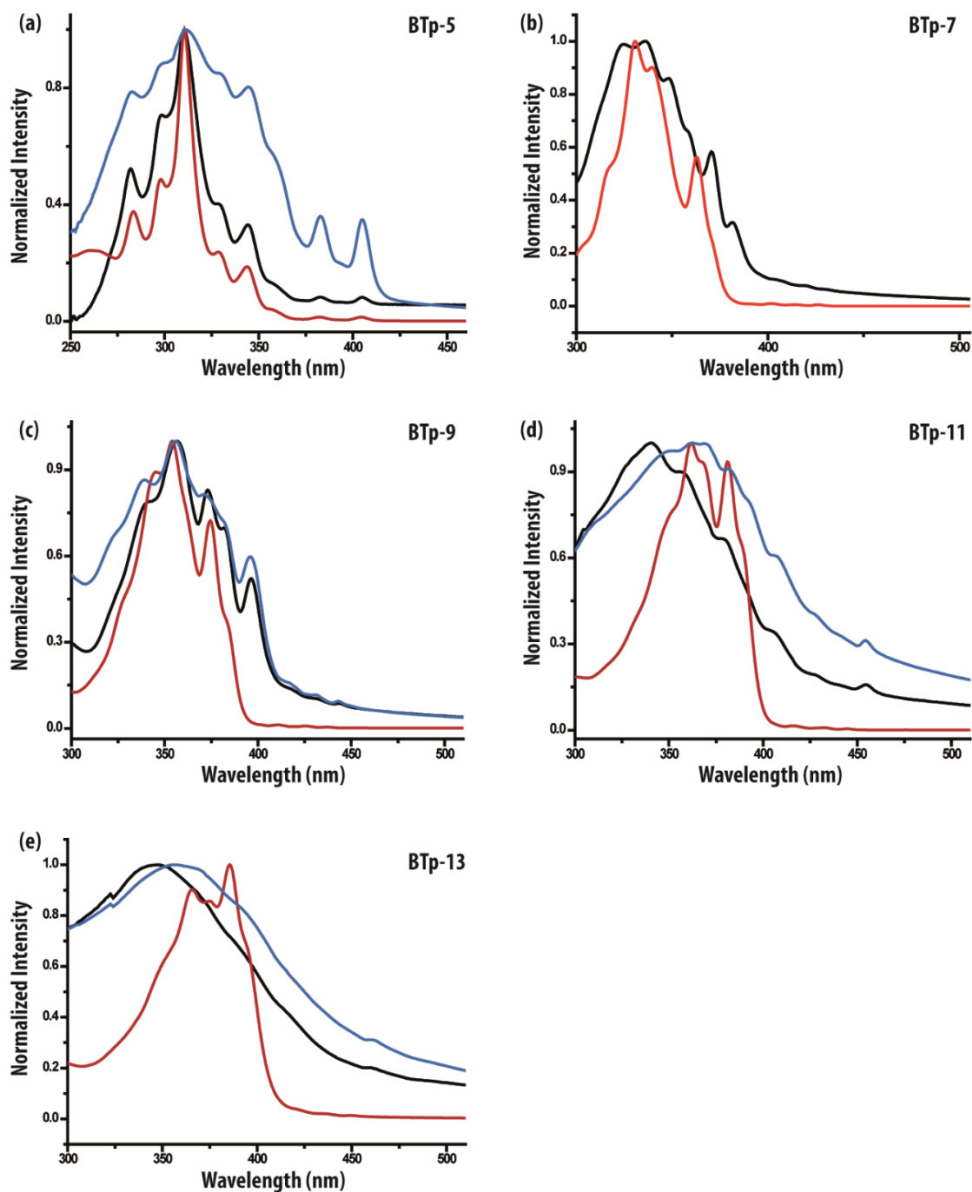 (a)
BTp-5
Normalized Intensity
0.8
0.4
0.0
250 300 350 400 450
Wavelength (nm)
(b)
BTp-7
Normalized Intensity
1.0
0.8
0.6
0.4
0.2
0.0
300 400 500
Wavelength (nm)
(c)
BTp-9
Normalized Intensity
0.9
0.6
0.3
0.0
300 350 400 450 500
Wavelength (nm)
(d)
BTp-11
Normalized Intensity
0.9
0.6
0.3
0.0
300 350 400 450 500
Wavelength (nm)
(e)
BTp-13
Normalized Intensity
1.0
0.8
0.6
0.4
0.2
0.0
300 350 400 450 500
Wavelength (nm)